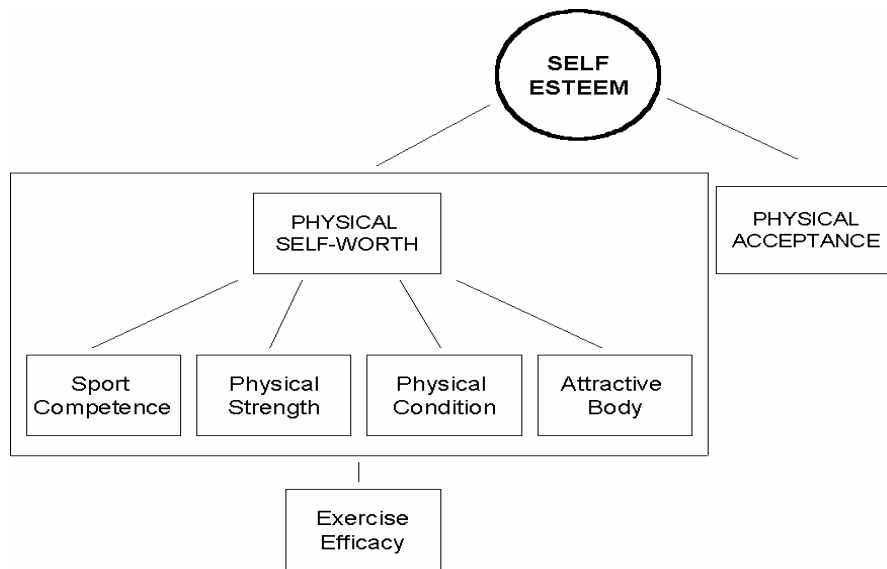 SELF
ESTEEM
PHYSICAL
SELF-WORTH
PHYSICAL
ACCEPTANCE
Sport
Competence
Physical
Strength
Physical
Condition
Attractive
Body
Exercise
Efficacy